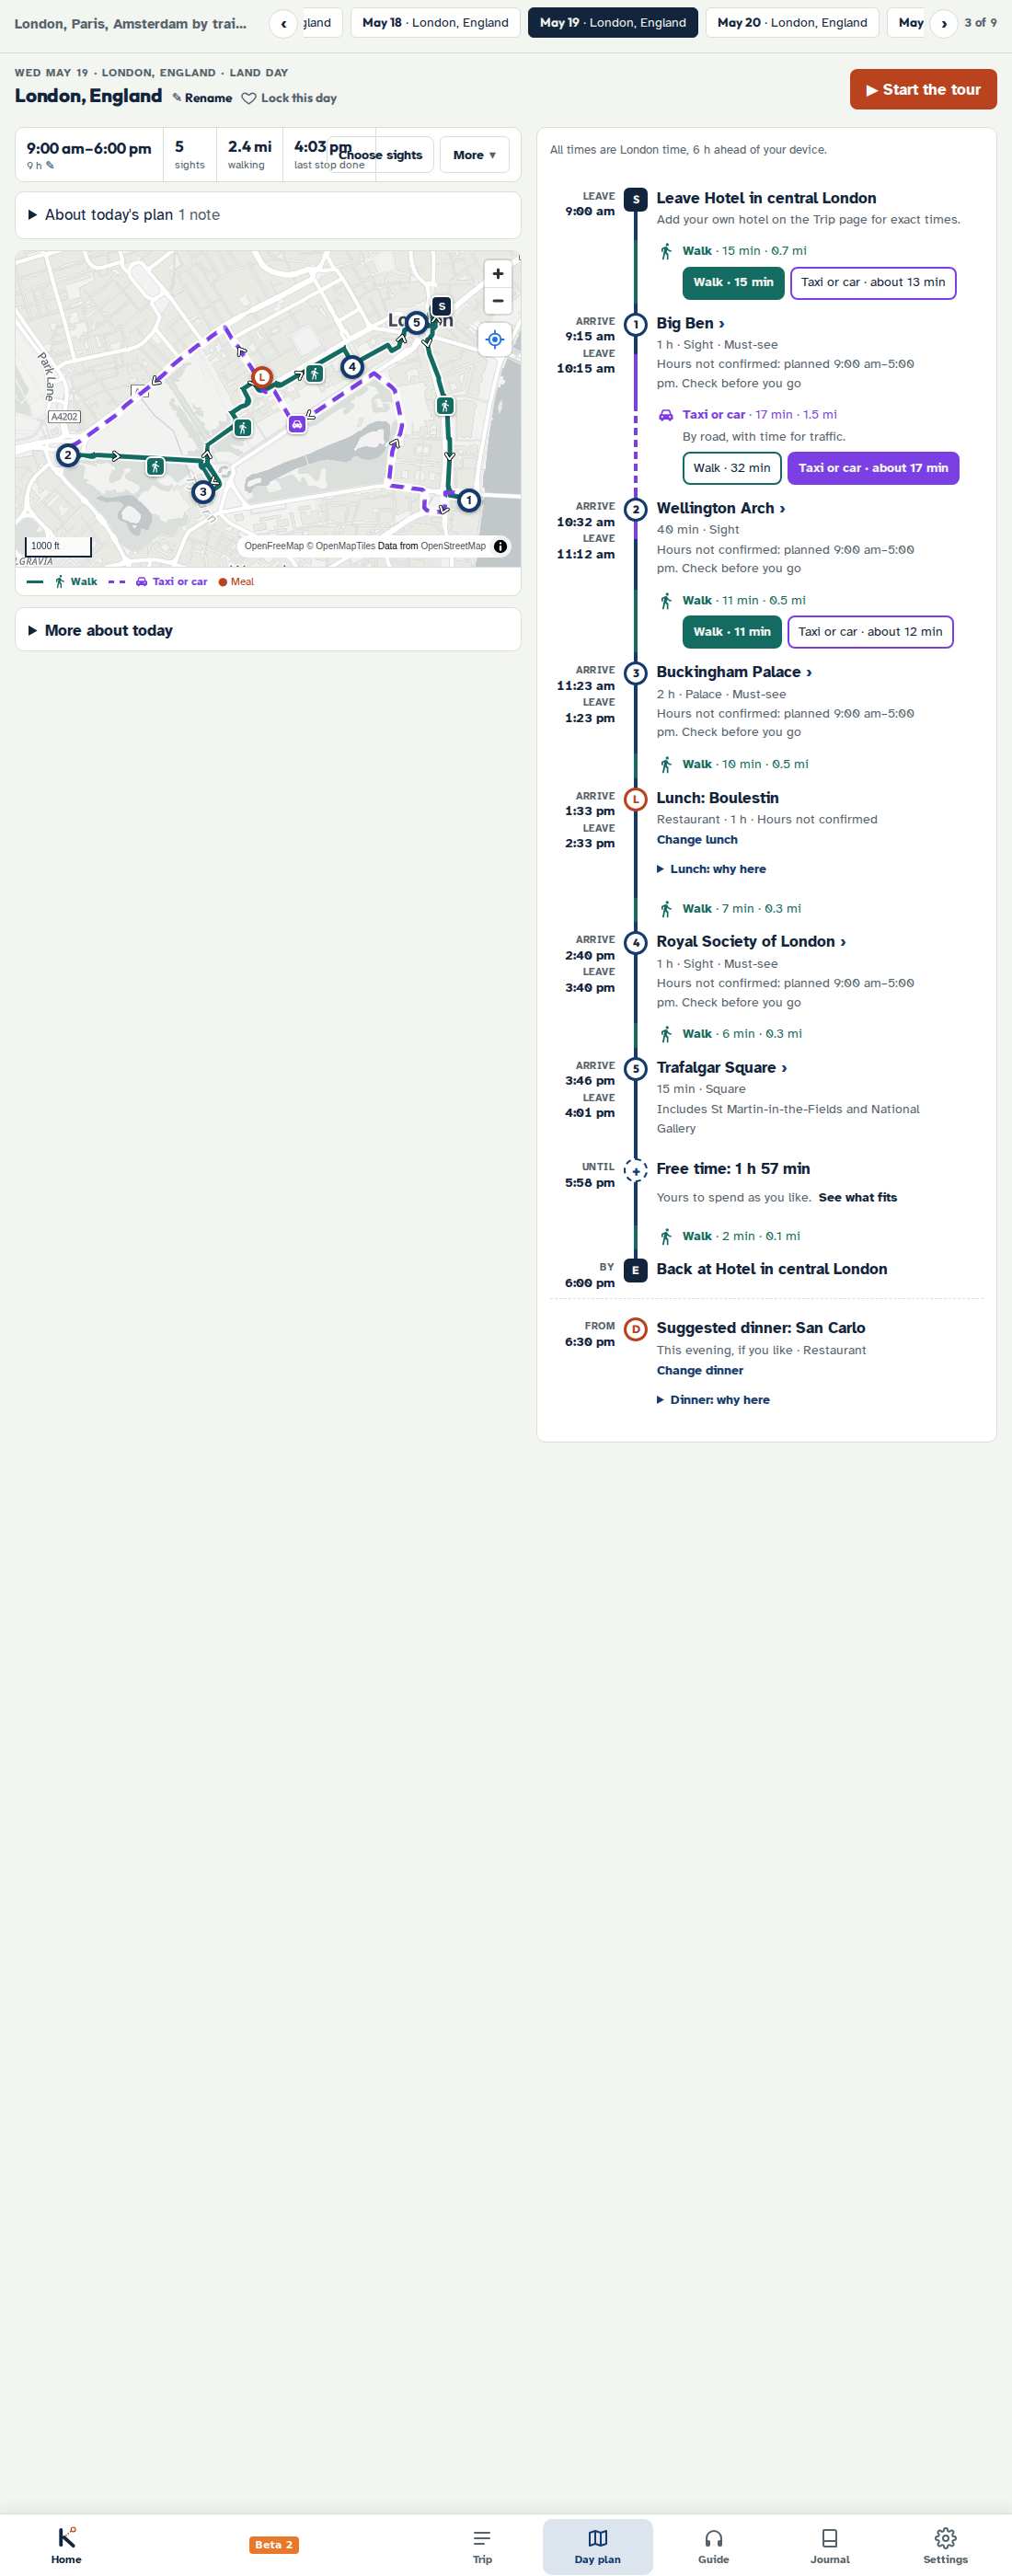 London, Paris, Amsterdam by trai...
‹
gland
May 18 · London, England
May 19 · London, England
May 20 · London, England
May
›
3 of 9
WED MAY 19 · LONDON, ENGLAND · LAND DAY
London, England
✎ Rename
Lock this day
▶ Start the tour
9:00 am–6:00 pm
9 h ✎
5
sights
2.4 mi
walking
4:03 pm
last stop done
Choose sights
More ▾
▶ About today's plan 1 note
London
Park Lane
A4202
S
5
4
L
2
3
1
+
−
1000 ft
OpenFreeMap © OpenMapTiles Data from OpenStreetMap
Walk
Taxi or car
Meal
▶ More about today
All times are London time, 6 h ahead of your device.
LEAVE
9:00 am
S
Leave Hotel in central London
Add your own hotel on the Trip page for exact times.
Walk · 15 min · 0.7 mi
Walk · 15 min
Taxi or car · about 13 min
ARRIVE
9:15 am
LEAVE
10:15 am
1
Big Ben ›
1 h · Sight · Must-see
Hours not confirmed: planned 9:00 am–5:00
pm. Check before you go
Taxi or car · 17 min · 1.5 mi
By road, with time for traffic.
Walk · 32 min
Taxi or car · about 17 min
ARRIVE
10:32 am
LEAVE
11:12 am
2
Wellington Arch ›
40 min · Sight
Hours not confirmed: planned 9:00 am–5:00
pm. Check before you go
Walk · 11 min · 0.5 mi
Walk · 11 min
Taxi or car · about 12 min
ARRIVE
11:23 am
LEAVE
1:23 pm
3
Buckingham Palace ›
2 h · Palace · Must-see
Hours not confirmed: planned 9:00 am–5:00
pm. Check before you go
Walk · 10 min · 0.5 mi
ARRIVE
1:33 pm
LEAVE
2:33 pm
L
Lunch: Boulestin
Restaurant · 1 h · Hours not confirmed
Change lunch
▶ Lunch: why here
Walk · 7 min · 0.3 mi
ARRIVE
2:40 pm
LEAVE
3:40 pm
4
Royal Society of London ›
1 h · Sight · Must-see
Hours not confirmed: planned 9:00 am–5:00
pm. Check before you go
Walk · 6 min · 0.3 mi
ARRIVE
3:46 pm
LEAVE
4:01 pm
5
Trafalgar Square ›
15 min · Square
Includes St Martin-in-the-Fields and National
Gallery
UNTIL
5:58 pm
+
Free time: 1 h 57 min
Yours to spend as you like. See what fits
Walk · 2 min · 0.1 mi
BY
6:00 pm
E
Back at Hotel in central London
FROM
6:30 pm
D
Suggested dinner: San Carlo
This evening, if you like · Restaurant
Change dinner
▶ Dinner: why here
Home
Beta 2
Trip
Day plan
Guide
Journal
Settings